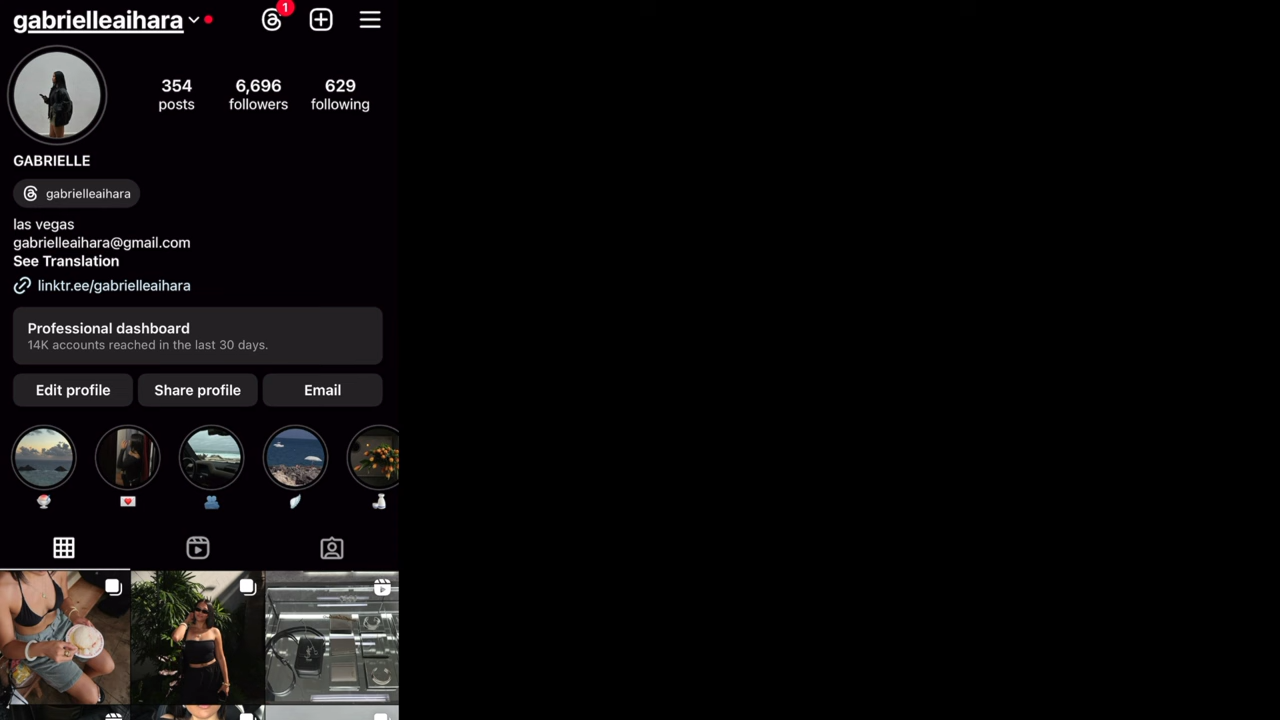 gabrielleaihara
1
354
posts
6,696
followers
629
following
GABRIELLE
gabrielleaihara
las vegas
gabrielleaihara@gmail.com
See Translation
linktr.ee/gabrielleaihara
Professional dashboard
14K accounts reached in the last 30 days.
Edit profile
Share profile
Email